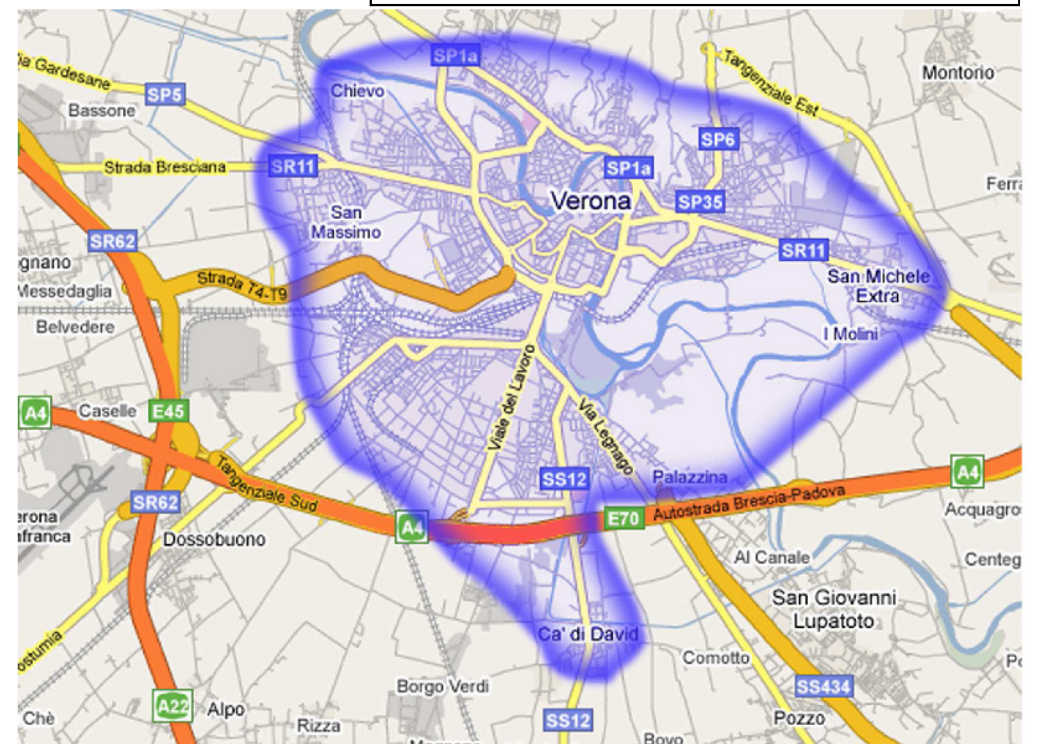 SP1a
ia Gardesane
Tangenziale Est
Montorio
SP5
Chievo
Bassone
SP6
Strada Bresciana
SR11
SP1a
Ferra
Verona
SP35
San
Massimo
SR62
SR11
gnano
Strada T4-T9
San Michele
Extra
Messedaglia
Belvedere
I Molini
Viale del Lavoro
A4
Caselle
E45
Via Legnago
Tangenziale Sud
SS12
Palazzina
A4
SR62
Autostrada Brescia-Padova
E70
A4
Acquagro
erona
afranca
Dossobuono
Al Canale
Centeg
San Giovanni
Lupatoto
ostumia
Ca' di David
Comotto
Borgo Verdi
SS434
A22
Alpo
Chè
Rizza
SS12
Pozzo
Bovo